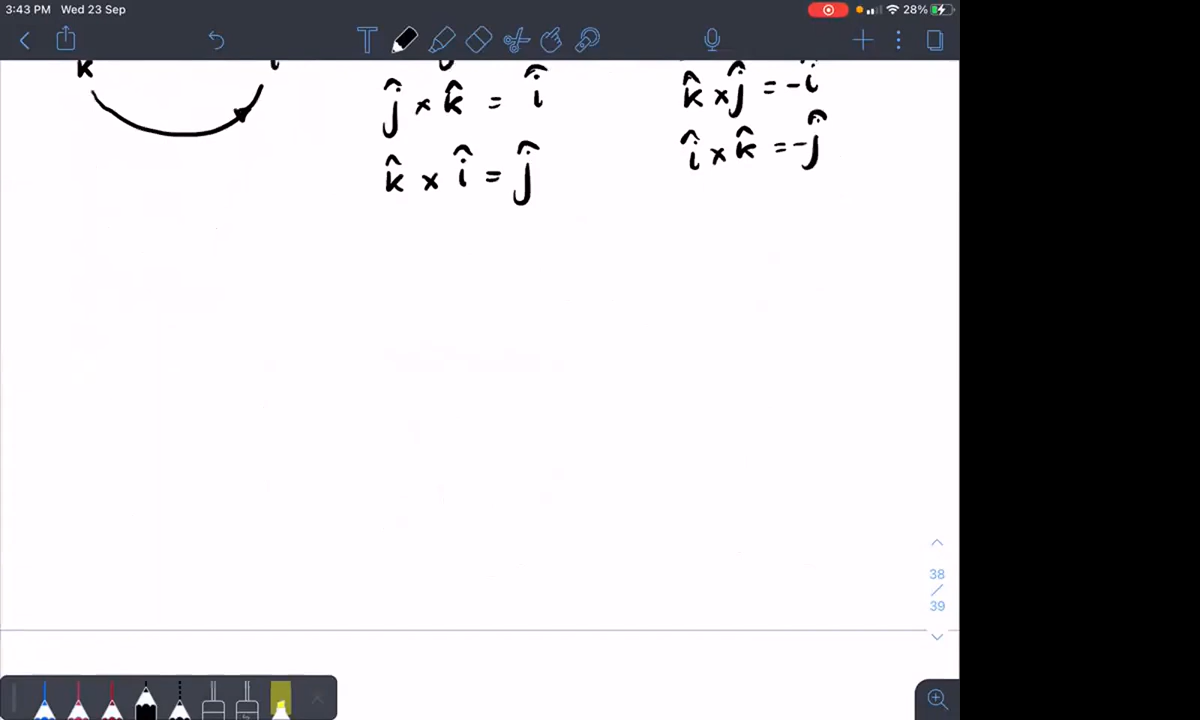 3:43 PM Wed 23 Sep
28%
k
ĵ × k̂ = î
k̂ × î = ĵ
k̂ × ĵ = -î
î × k̂ = -ĵ
38
/
39